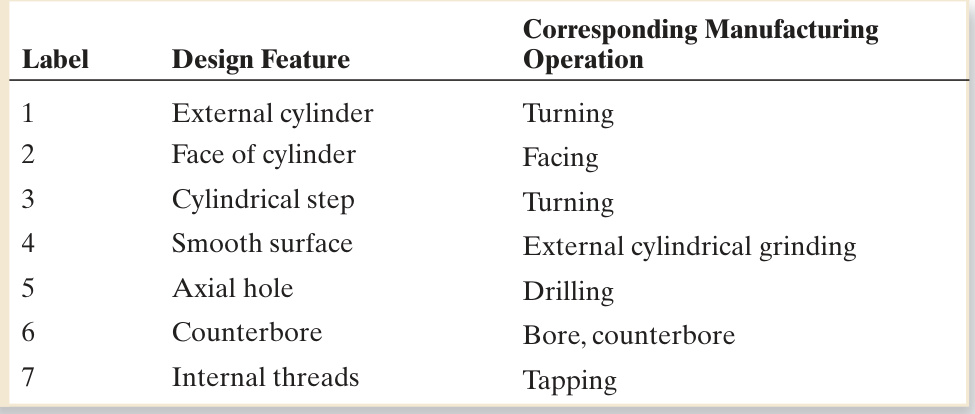 Label Design Feature Corresponding Manufacturing
Operation
1 External cylinder Turning
2 Face of cylinder Facing
3 Cylindrical step Turning
4 Smooth surface External cylindrical grinding
5 Axial hole Drilling
6 Counterbore Bore, counterbore
7 Internal threads Tapping